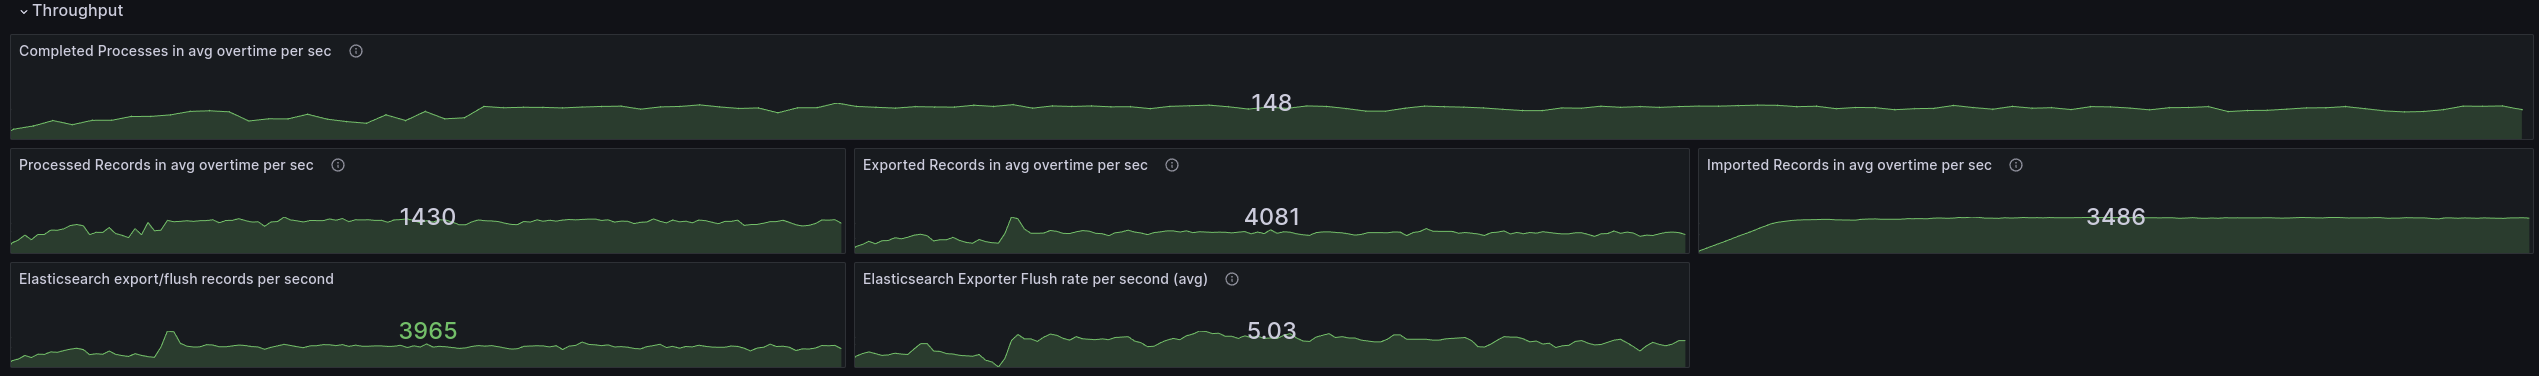 Throughput
Completed Processes in avg overtime per sec
148
Processed Records in avg overtime per sec
1430
Exported Records in avg overtime per sec
4081
Imported Records in avg overtime per sec
3486
Elasticsearch export/flush records per second
3965
Elasticsearch Exporter Flush rate per second (avg)
5.03